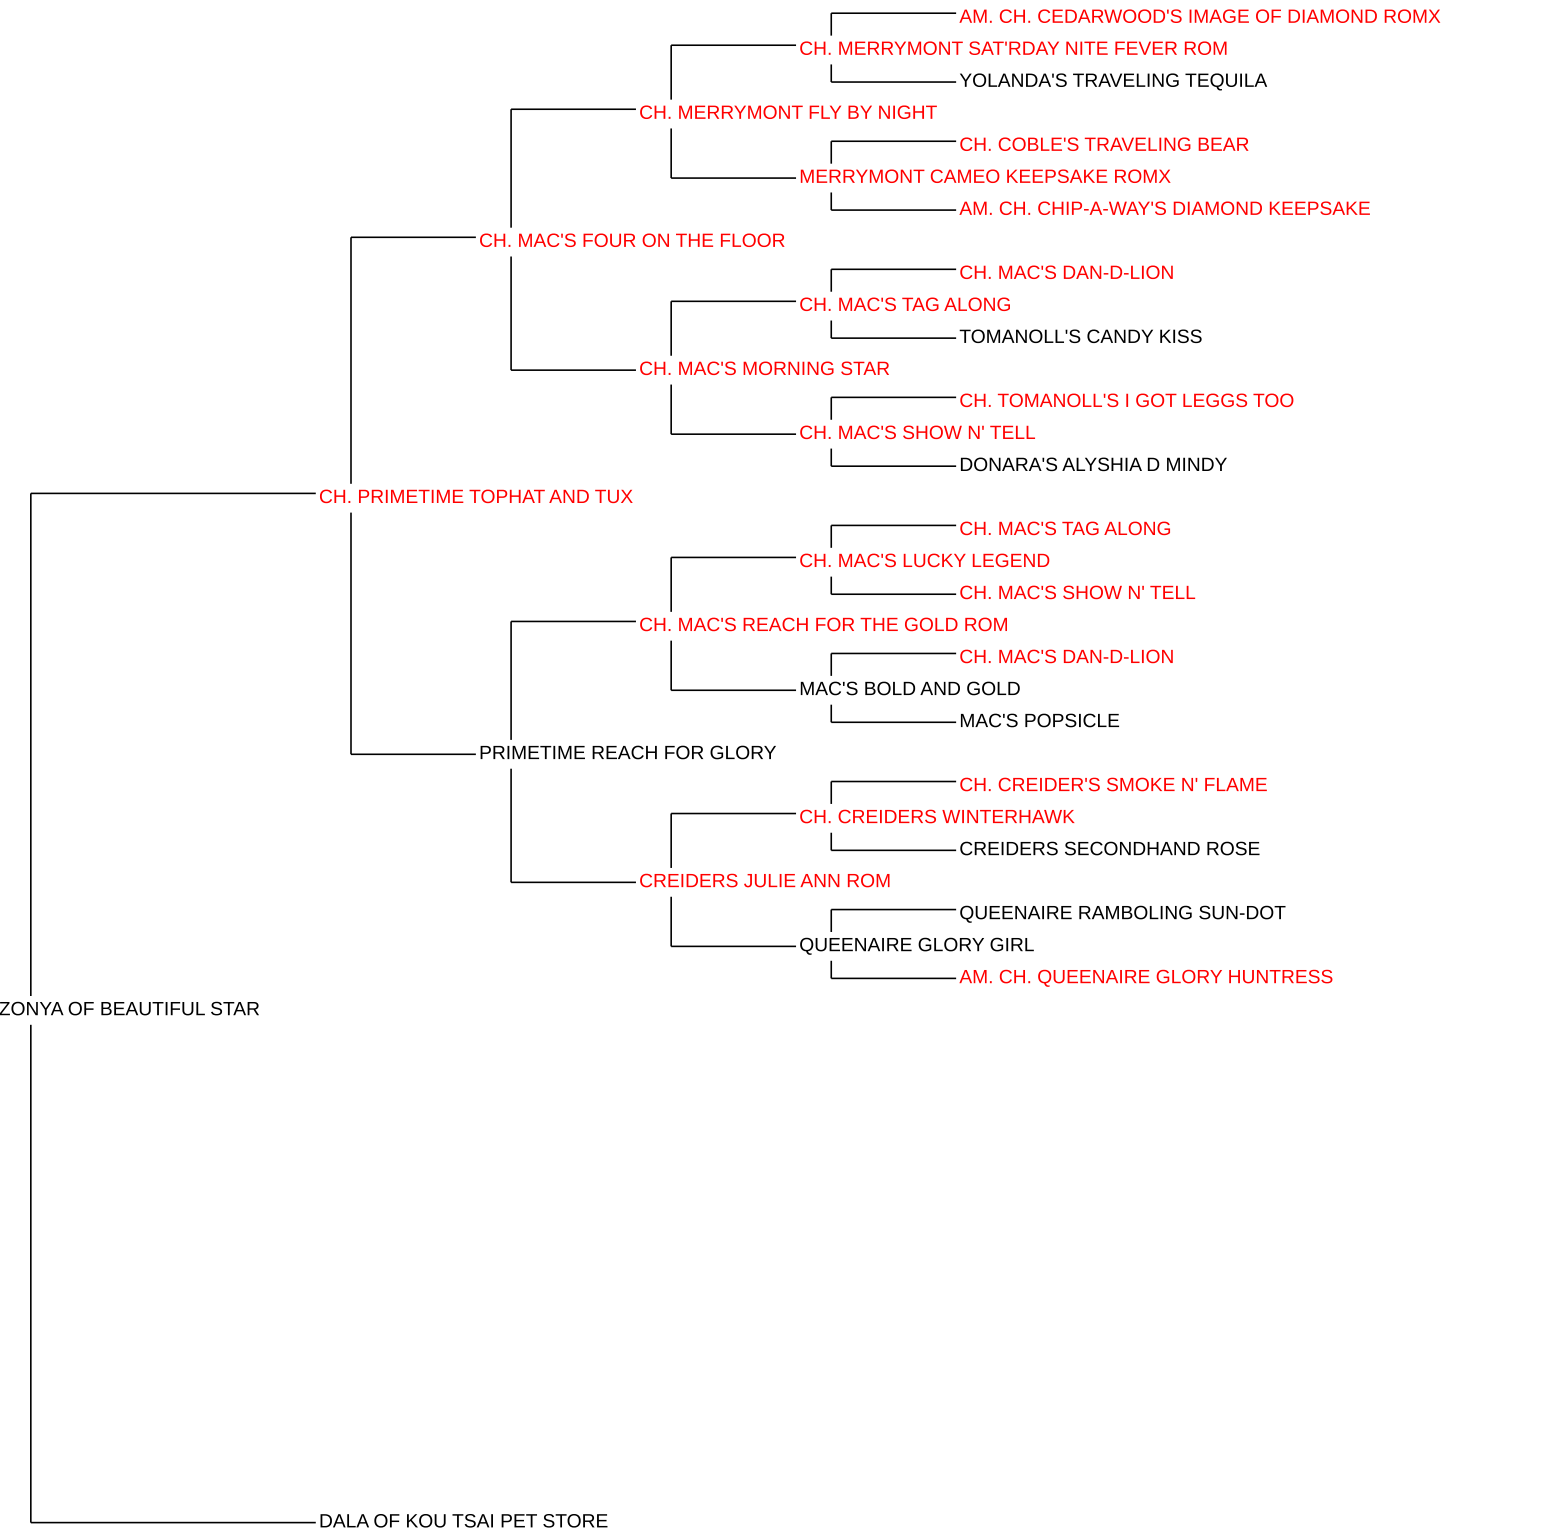 AM. CH. CEDARWOOD'S IMAGE OF DIAMOND ROMX
CH. MERRYMONT SAT'RDAY NITE FEVER ROM
YOLANDA'S TRAVELING TEQUILA
CH. MERRYMONT FLY BY NIGHT
CH. COBLE'S TRAVELING BEAR
MERRYMONT CAMEO KEEPSAKE ROMX
AM. CH. CHIP-A-WAY'S DIAMOND KEEPSAKE
CH. MAC'S FOUR ON THE FLOOR
CH. MAC'S DAN-D-LION
CH. MAC'S TAG ALONG
TOMANOLL'S CANDY KISS
CH. MAC'S MORNING STAR
CH. TOMANOLL'S I GOT LEGGS TOO
CH. MAC'S SHOW N' TELL
DONARA'S ALYSHIA D MINDY
CH. PRIMETIME TOPHAT AND TUX
CH. MAC'S TAG ALONG
CH. MAC'S LUCKY LEGEND
CH. MAC'S SHOW N' TELL
CH. MAC'S REACH FOR THE GOLD ROM
CH. MAC'S DAN-D-LION
MAC'S BOLD AND GOLD
MAC'S POPSICLE
PRIMETIME REACH FOR GLORY
CH. CREIDER'S SMOKE N' FLAME
CH. CREIDERS WINTERHAWK
CREIDERS SECONDHAND ROSE
CREIDERS JULIE ANN ROM
QUEENAIRE RAMBOLING SUN-DOT
QUEENAIRE GLORY GIRL
AM. CH. QUEENAIRE GLORY HUNTRESS
ZONYA OF BEAUTIFUL STAR
DALA OF KOU TSAI PET STORE